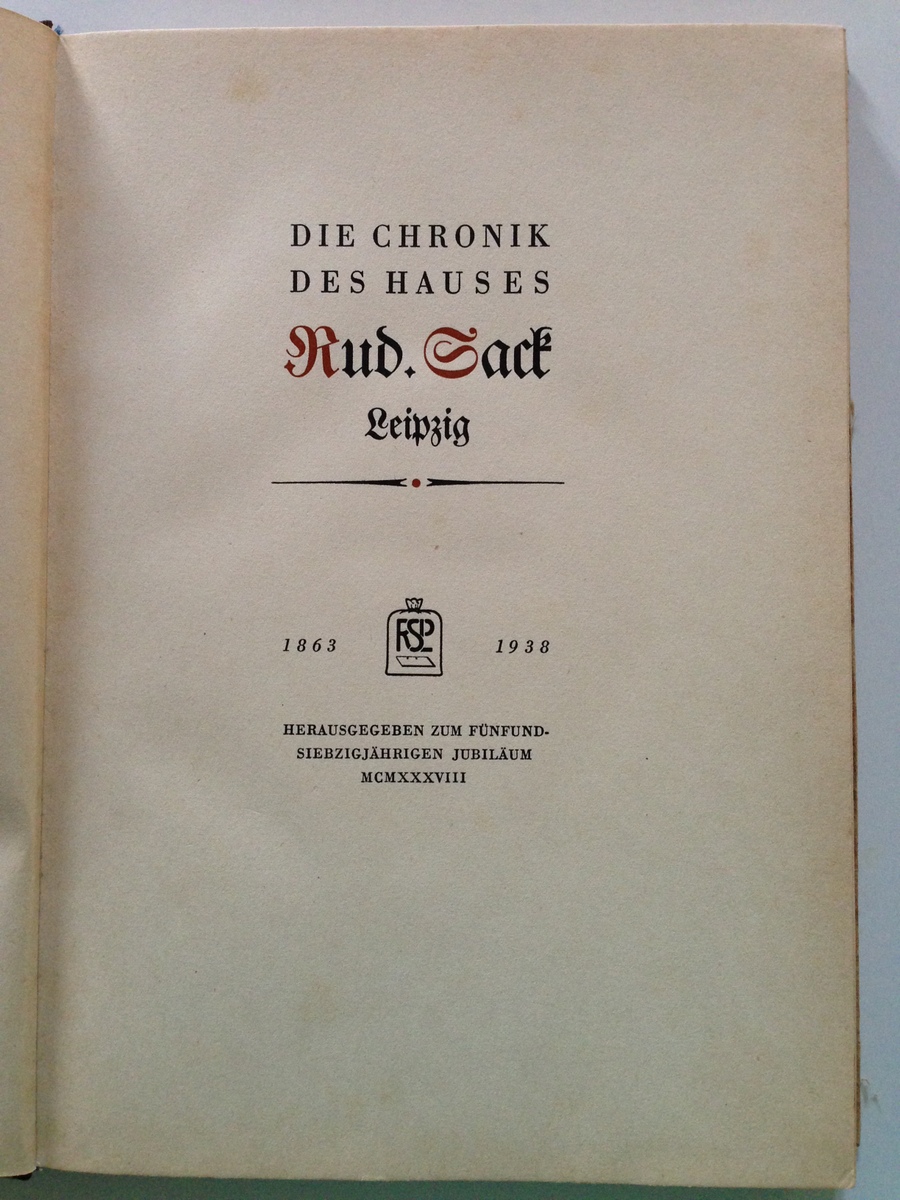 DIE CHRONIK
DES HAUSES
Rud. Sack
Leipzig
1863 RSL 1938
HERAUSGEGEBEN ZUM FÜNFUND-
SIEBZIGJÄHRIGEN JUBILÄUM
MCMXXXVIII